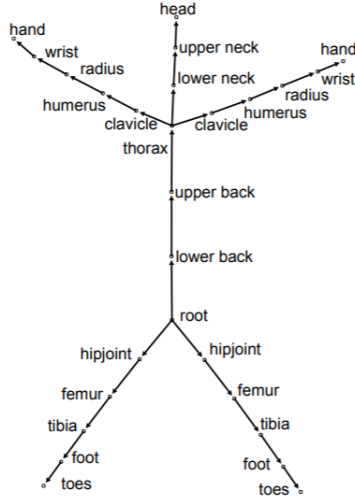 head
hand
upper neck
hand
wrist
radius
lower neck
wrist
radius
humerus
humerus
clavicle
clavicle
thorax
upper back
lower back
root
hipjoint
hipjoint
femur
femur
tibia
tibia
foot
foot
toes
toes